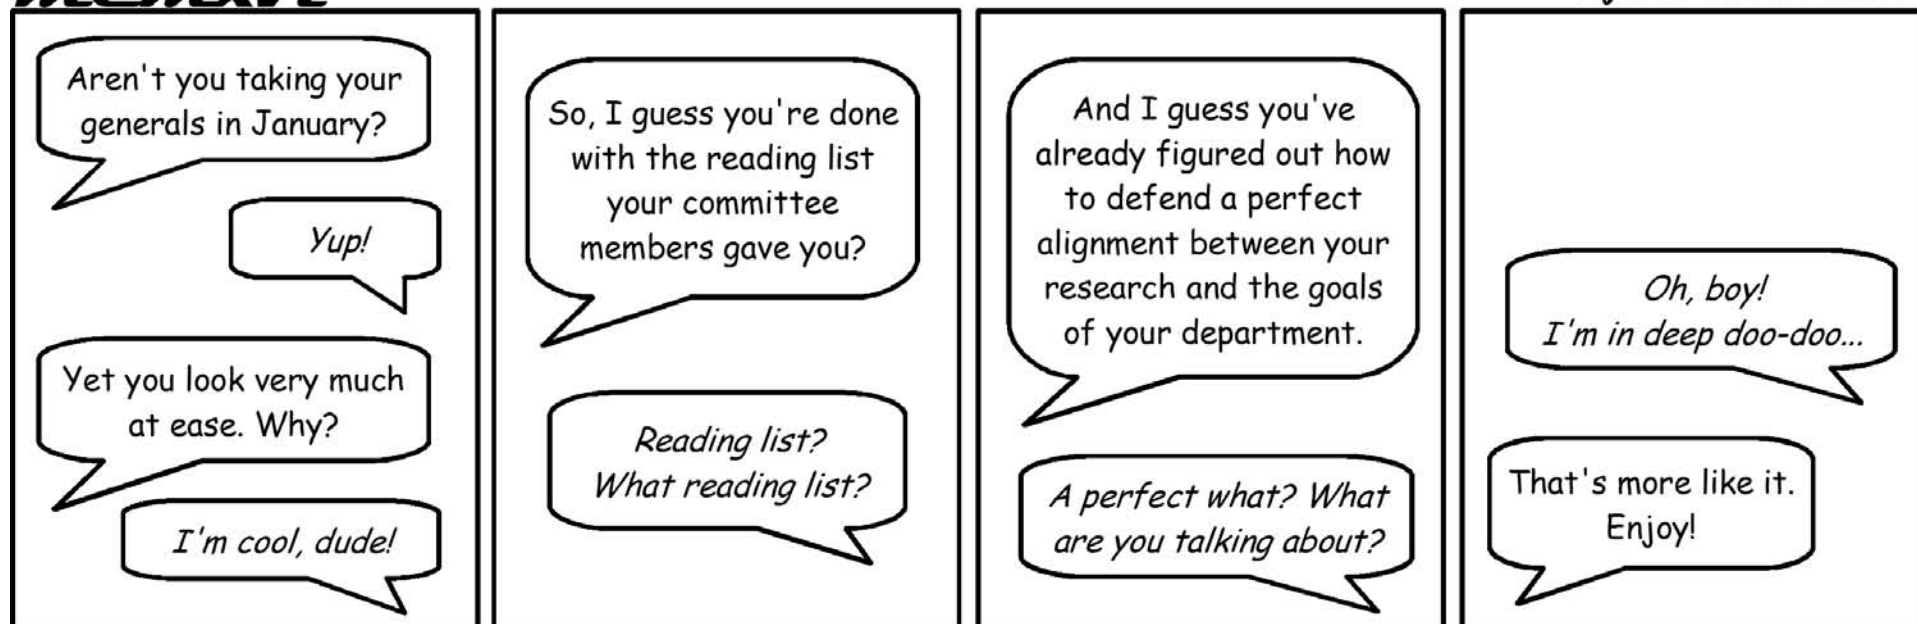 Aren't you taking your
generals in January?
Yup!
Yet you look very much
at ease. Why?
I'm cool, dude!
So, I guess you're done
with the reading list
your committee
members gave you?
Reading list?
What reading list?
And I guess you've
already figured out how
to defend a perfect
alignment between your
research and the goals
of your department.
A perfect what? What
are you talking about?
Oh, boy!
I'm in deep doo-doo...
That's more like it.
Enjoy!